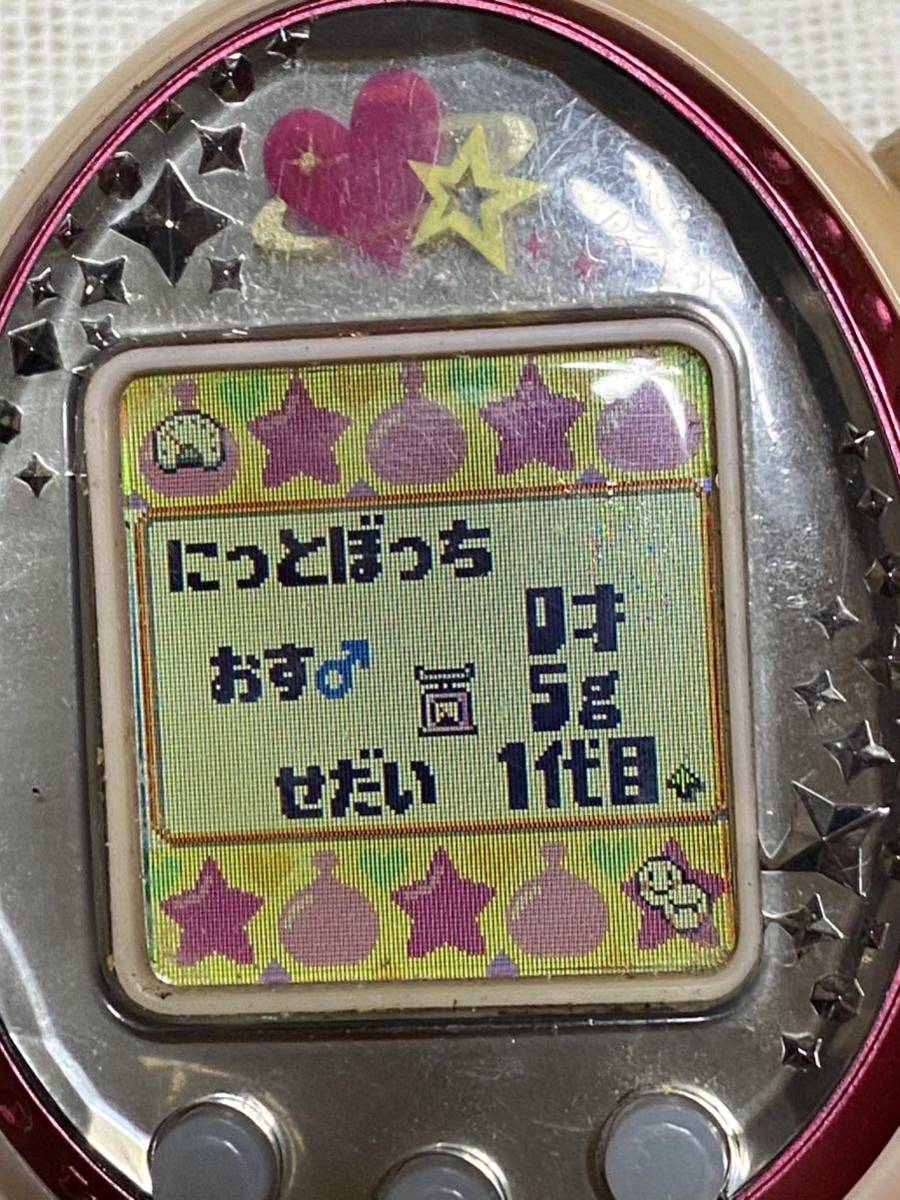 にっとぼっち
0才
おす♂
5g
せだい 1代目